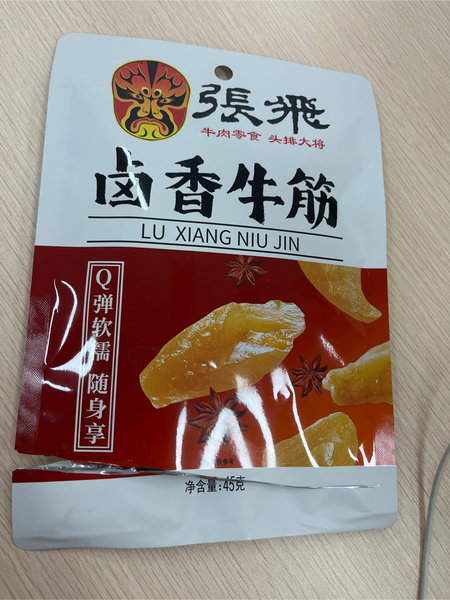 張飛
牛肉零食 头排大将
卤香牛筋
LU XIANG NIU JIN
Q弹软糯 随身享
净含量:45克